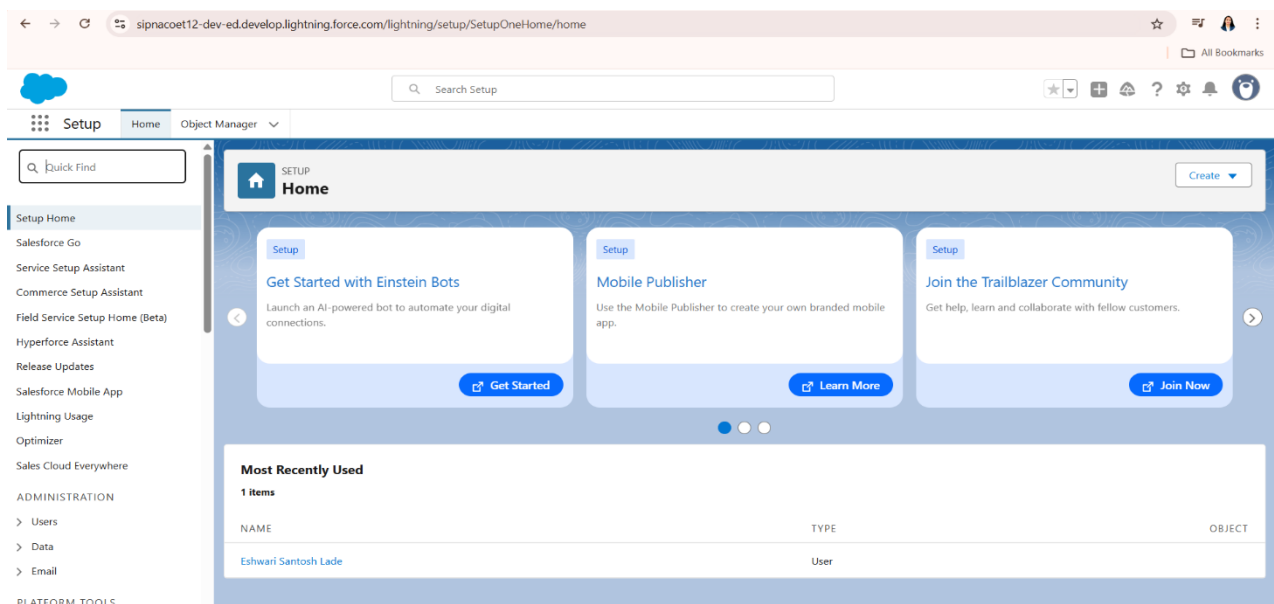 sipnacoet12-dev-ed.develop.lightning.force.com/lightning/setup/SetupOneHome/home
All Bookmarks
Search Setup
Setup
Home
Object Manager
Quick Find
Setup Home
Salesforce Go
Service Setup Assistant
Commerce Setup Assistant
Field Service Setup Home (Beta)
Hyperforce Assistant
Release Updates
Salesforce Mobile App
Lightning Usage
Optimizer
Sales Cloud Everywhere
ADMINISTRATION
Users
Data
Email
PLATFORM TOOLS
SETUP
Home
Create
Setup
Get Started with Einstein Bots
Launch an AI-powered bot to automate your digital
connections.
Get Started
Setup
Mobile Publisher
Use the Mobile Publisher to create your own branded mobile
app.
Learn More
Setup
Join the Trailblazer Community
Get help, learn and collaborate with fellow customers.
Join Now
Most Recently Used
1 items
NAME TYPE OBJECT
Eshwari Santosh Lade User